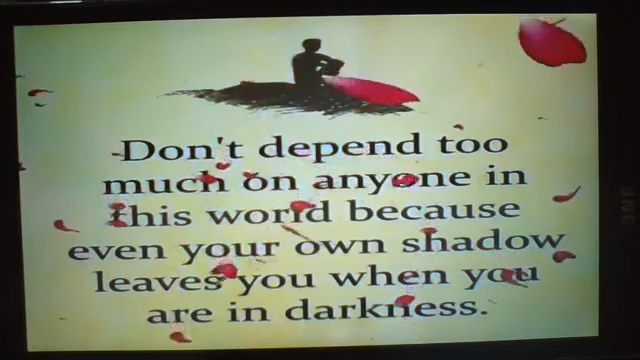 Don't depend too
much on anyone in
this world because
even your own shadow
leaves you when you
are in darkness.